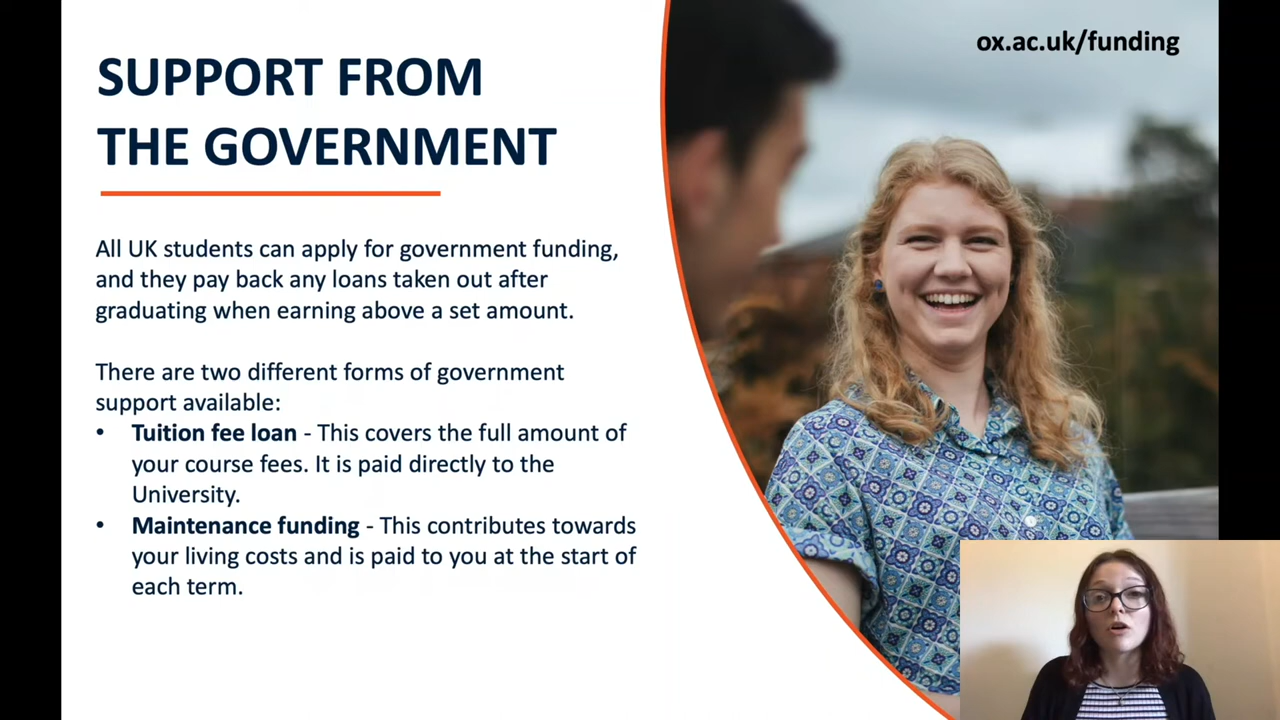 ox.ac.uk/funding
SUPPORT FROM
THE GOVERNMENT
All UK students can apply for government funding,
and they pay back any loans taken out after
graduating when earning above a set amount.
There are two different forms of government
support available:
• Tuition fee loan - This covers the full amount of
your course fees. It is paid directly to the
University.
• Maintenance funding - This contributes towards
your living costs and is paid to you at the start of
each term.